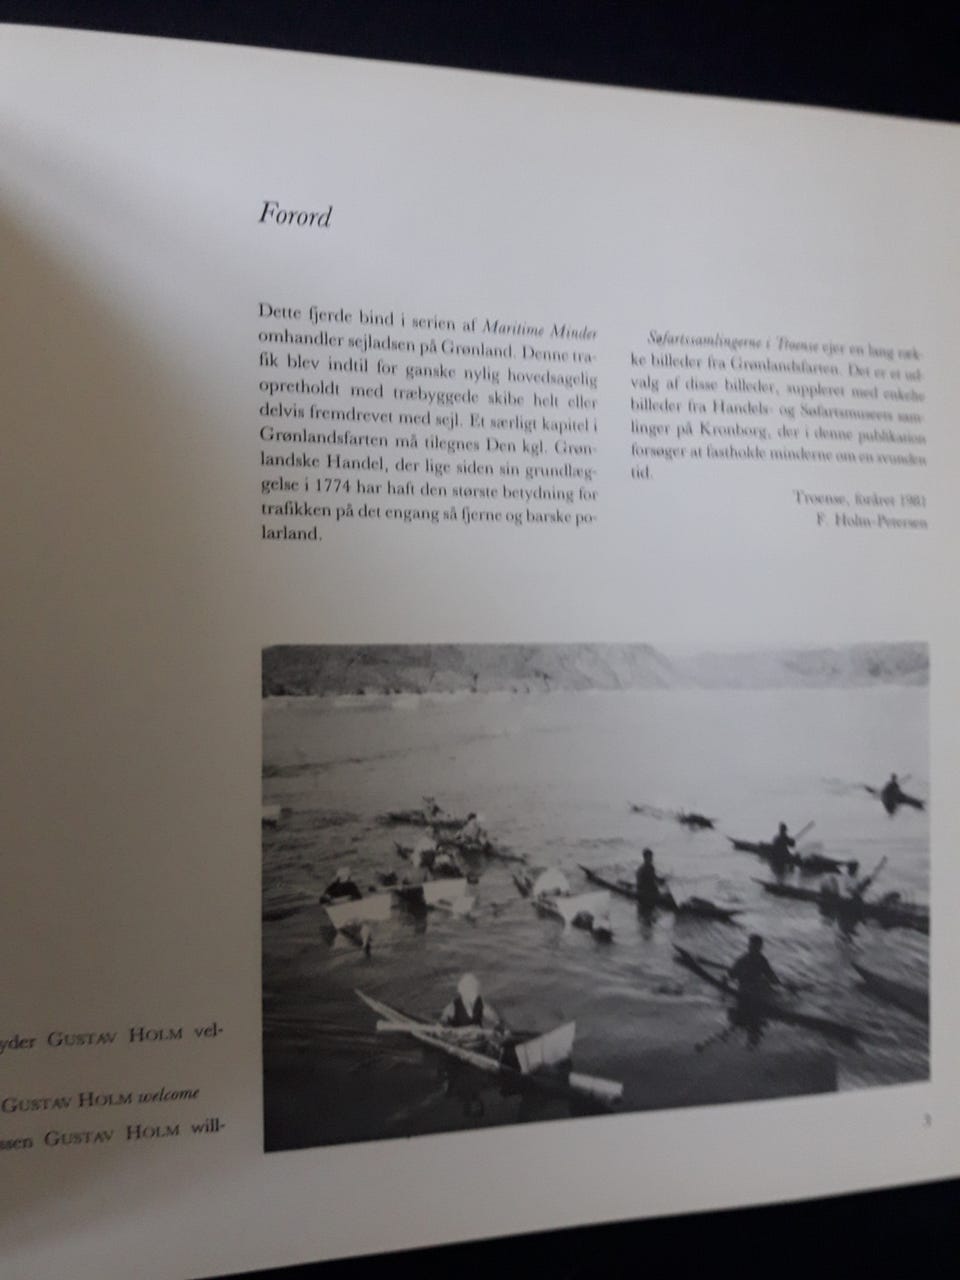 Forord
Dette fjerde bind i serien af Maritime Minder
omhandler sejladsen på Grønland. Denne tra-
fik blev indtil for ganske nylig hovedsagelig
opretholdt med træbyggede skibe helt eller
delvis fremdrevet med sejl. Et særligt kapitel i
Grønlandsfarten må tilegnes Den kgl. Grøn-
landske Handel, der lige siden sin grundlæg-
gelse i 1774 har haft den største betydning for
trafikken på det engang så fjerne og barske po-
larland.
Søfartssamlingerne i Troense ejer en lang ræk-
ke billeder fra Grønlandsfarten. Det er et ud-
valg af disse billeder, suppleret med enkelte
billeder fra Handels- og Søfartsmuseets sam-
linger på Kronborg, der i denne publikation
forsøger at fastholde minderne om en svunden
tid.
Troense, foråret 1981
F. Holm-Petersen
yder GUSTAV HOLM vel-
GUSTAV HOLM welcome
ssen GUSTAV HOLM will-
3